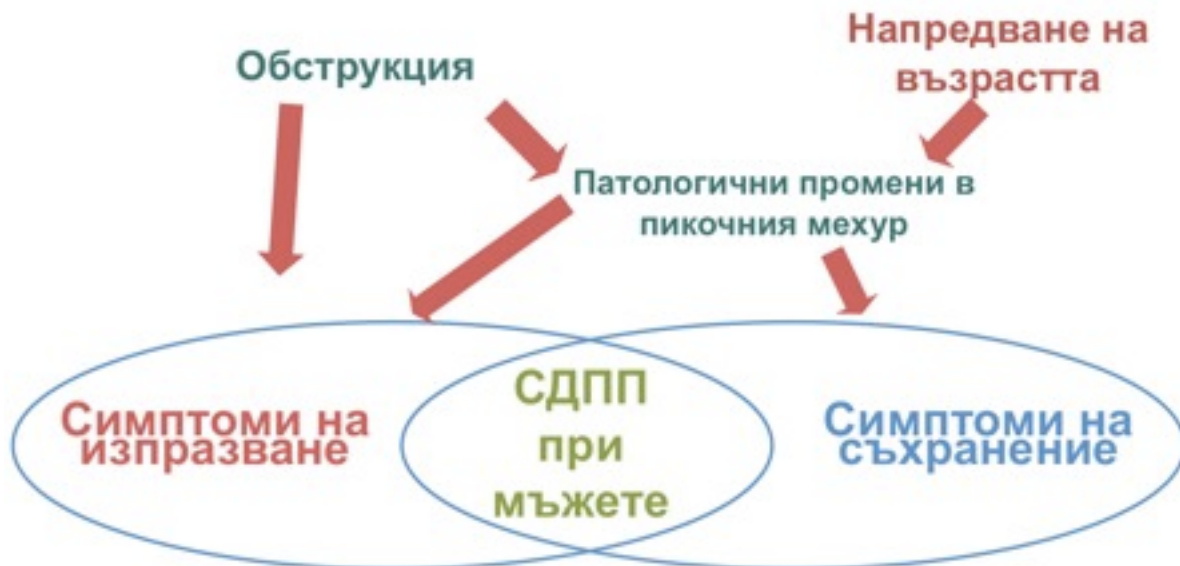 Обструкция
Напредване на
възрастта
Патологични промени в
пикочния мехур
Симптоми на
изпразване
СДПП
при
мъжете
Симптоми на
съхранение